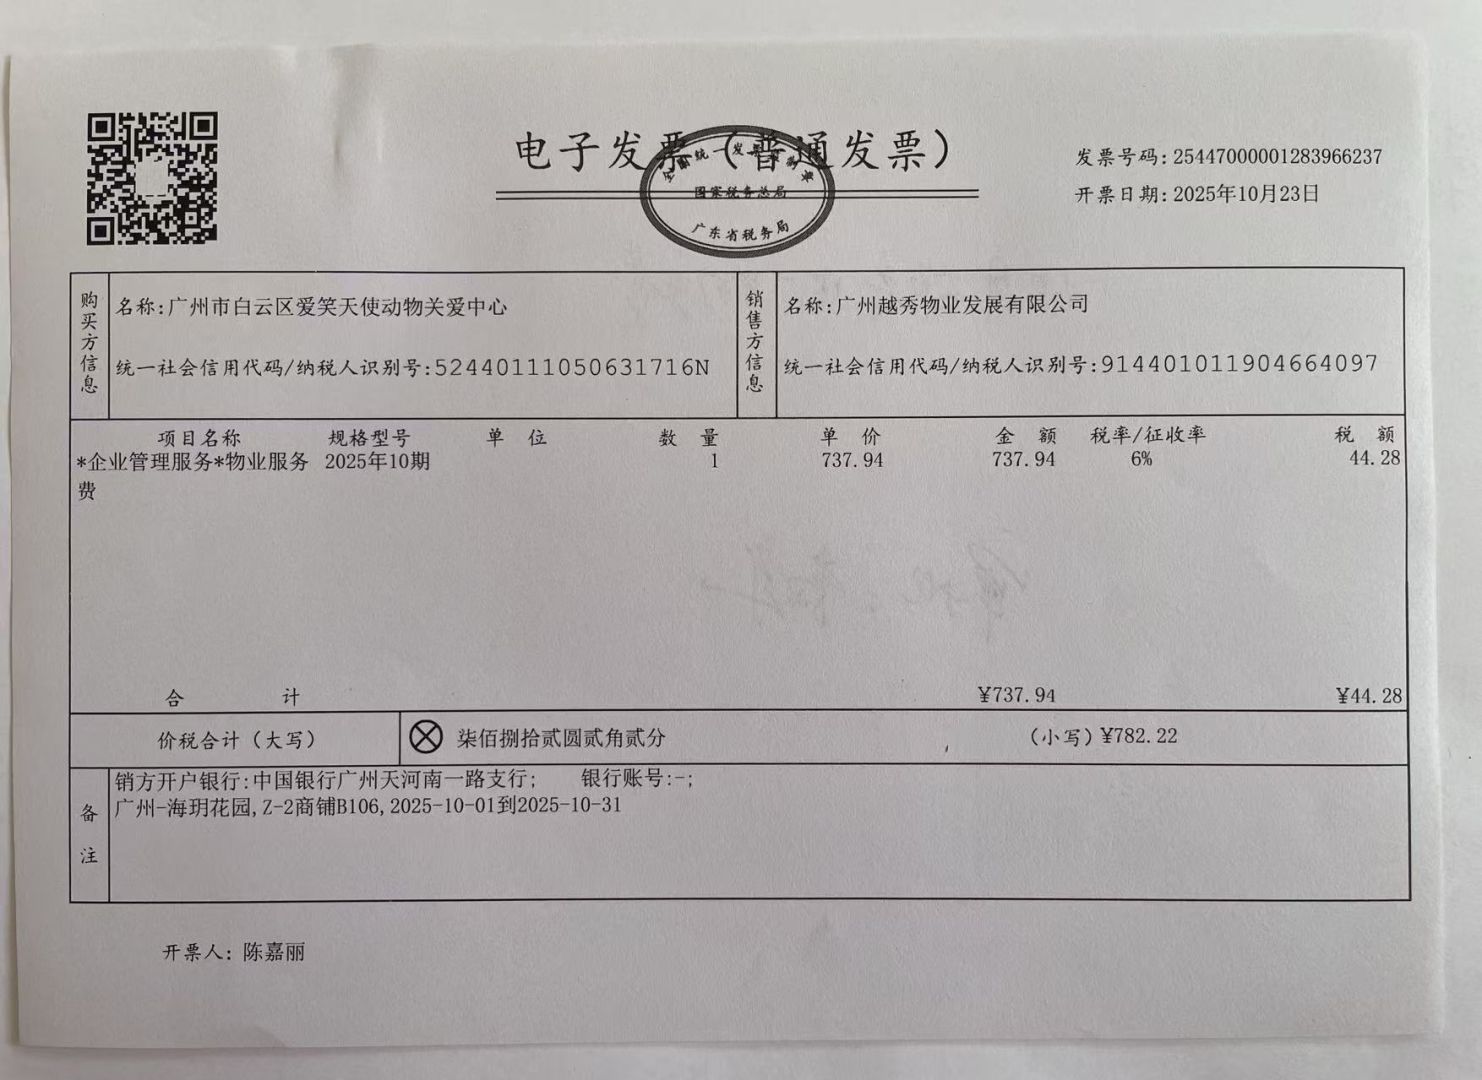 电子发票（普通发票）
全国统一发票监制章
国家税务总局
广东省税务局
发票号码:25447000001283966237
开票日期:2025年10月23日
购买方信息
名称:广州市白云区爱笑天使动物关爱中心
统一社会信用代码/纳税人识别号:52440111050631716N
销售方信息
名称:广州越秀物业发展有限公司
统一社会信用代码/纳税人识别号:914401011904664097
项目名称 规格型号 单 位 数 量 单 价 金 额 税率/征收率 税 额
*企业管理服务*物业服务 2025年10期 1 737.94 737.94 6% 44.28
费
合 计 ¥737.94 ¥44.28
价税合计（大写） 柒佰捌拾贰圆贰角贰分 （小写）¥782.22
备注
销方开户银行:中国银行广州天河南一路支行; 银行账号:-;
广州-海玥花园,Z-2商铺B106,2025-10-01到2025-10-31
开票人: 陈嘉丽